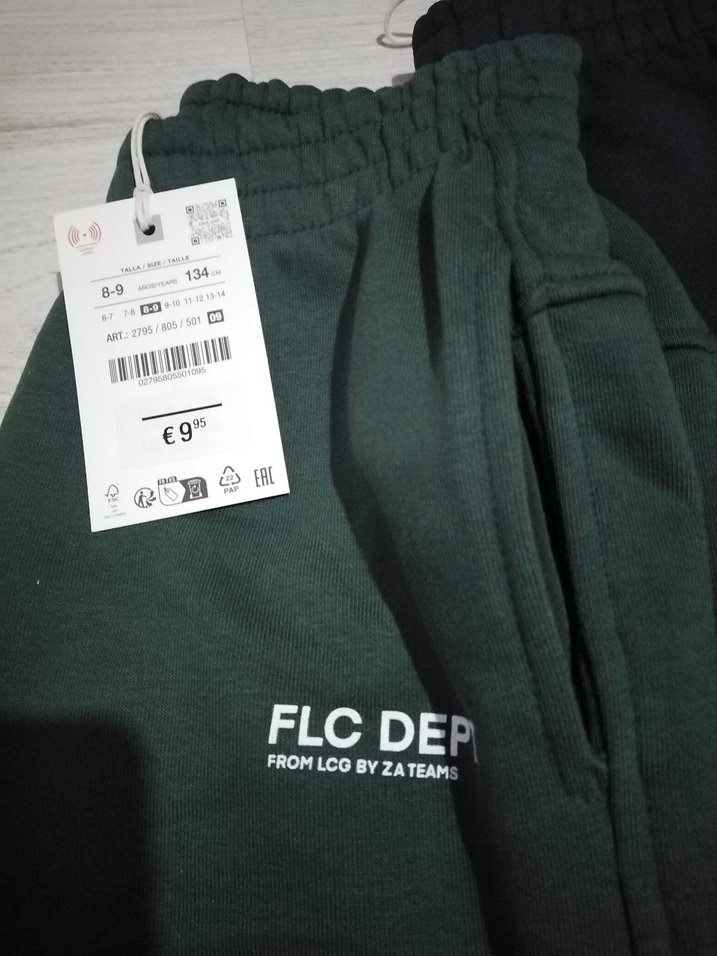 TALLA / SIZE / TAILLE
8-9 AÑOS/YEARS 134 CM
6-7 7-8 8-9 9-10 11-12 13-14
ART.: 2795 / 805 / 501 09
02795805501095
€ 9 95
FSC
22
PAP
EAC
FLC DEPT
FROM LCG BY ZA TEAMS